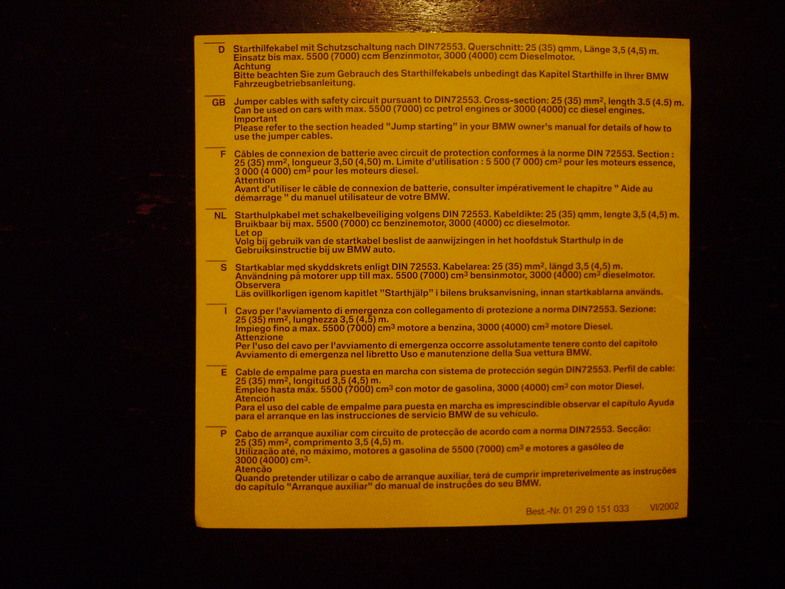 D Starthilfekabel mit Schutzschaltung nach DIN72553. Querschnitt: 25 (35) qmm, Länge 3,5 (4,5) m.
Einsatz bis max. 5500 (7000) ccm Benzinmotor, 3000 (4000) ccm Dieselmotor.
Achtung
Bitte beachten Sie zum Gebrauch des Starthilfekabels unbedingt das Kapitel Starthilfe in Ihrer BMW
Fahrzeugbetriebsanleitung.
GB Jumper cables with safety circuit pursuant to DIN72553. Cross-section: 25 (35) mm², length 3.5 (4.5) m.
Can be used on cars with max. 5500 (7000) cc petrol engines or 3000 (4000) cc diesel engines.
Important
Please refer to the section headed "Jump starting" in your BMW owner's manual for details of how to
use the jumper cables.
F Câbles de connexion de batterie avec circuit de protection conformes à la norme DIN 72553. Section :
25 (35) mm², longueur 3,50 (4,50) m. Limite d'utilisation : 5 500 (7 000) cm³ pour les moteurs essence,
3 000 (4 000) cm³ pour les moteurs diesel.
Attention
Avant d'utiliser le câble de connexion de batterie, consulter impérativement le chapitre " Aide au
démarrage " du manuel utilisateur de votre BMW.
NL Starthulpkabel met schakelbeveiliging volgens DIN 72553. Kabeldikte: 25 (35) qmm, lengte 3,5 (4,5) m.
Bruikbaar bij max. 5500 (7000) cc benzinemotor, 3000 (4000) cc dieselmotor.
Let op
Volg bij gebruik van de startkabel beslist de aanwijzingen in het hoofdstuk Starthulp in de
Gebruiksinstructie bij uw BMW auto.
S Startkablar med skyddskrets enligt DIN 72553. Kabelarea: 25 (35) mm², längd 3,5 (4,5) m.
Användning på motorer upp till max. 5500 (7000) cm³ bensinmotor, 3000 (4000) cm³ dieselmotor.
Observera
Läs ovillkorligen igenom kapitlet "Starthjälp" i bilens bruksanvisning, innan startkablarna används.
I Cavo per l'avviamento di emergenza con collegamento di protezione a norma DIN72553. Sezione:
25 (35) mm², lunghezza 3,5 (4,5) m.
Impiego fino a max. 5500 (7000) cm³ motore a benzina, 3000 (4000) cm³ motore Diesel.
Attenzione
Per l'uso del cavo per l'avviamento di emergenza occorre assolutamente tenere conto del capitolo
Avviamento di emergenza nel libretto Uso e manutenzione della Sua vettura BMW.
E Cable de empalme para puesta en marcha con sistema de protección según DIN72553. Perfil de cable:
25 (35) mm², longitud 3,5 (4,5) m.
Empleo hasta máx. 5500 (7000) cm³ con motor de gasolina, 3000 (4000) cm³ con motor Diesel.
Atención
Para el uso del cable de empalme para puesta en marcha es imprescindible observar el capítulo Ayuda
para el arranque en las instrucciones de servicio BMW de su vehículo.
P Cabo de arranque auxiliar com circuito de protecção de acordo com a norma DIN72553. Secção:
25 (35) mm², comprimento 3,5 (4,5) m.
Utilização até, no máximo, motores a gasolina de 5500 (7000) cm³ e motores a gasóleo de
3000 (4000) cm³.
Atenção
Quando pretender utilizar o cabo de arranque auxiliar, terá de cumprir impreterivelmente as instruções
do capítulo "Arranque auxiliar" do manual de instruções do seu BMW.
Best.-Nr. 01 29 0 151 033 VI/2002